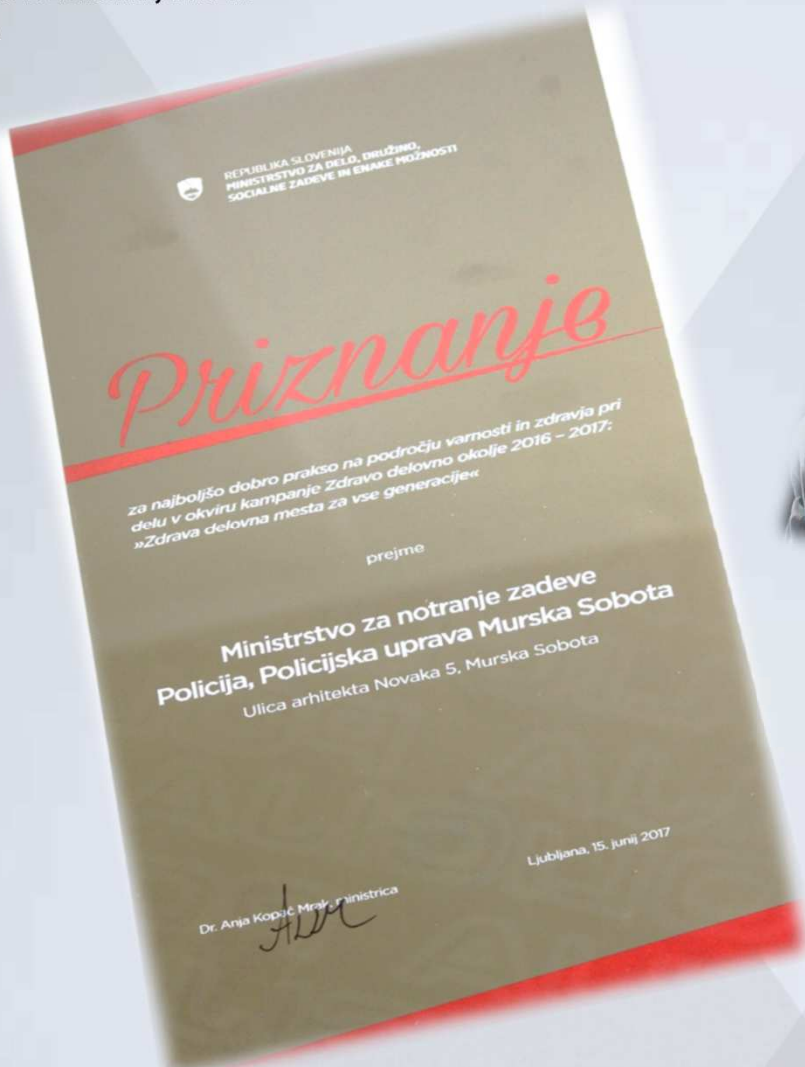 REPUBLIKA SLOVENIJA
MINISTRSTVO ZA DELO, DRUŽINO,
SOCIALNE ZADEVE IN ENAKE MOŽNOSTI
Priznanje
za najboljšo dobro prakso na področju varnosti in zdravja pri
delu v okviru kampanje Zdravo delovno okolje 2016 – 2017:
»Zdrava delovna mesta za vse generacije«
prejme
Ministrstvo za notranje zadeve
Policija, Policijska uprava Murska Sobota
Ulica arhitekta Novaka 5, Murska Sobota
Ljubljana, 15. junij 2017
Dr. Anja Kopač Mrak, ministrica